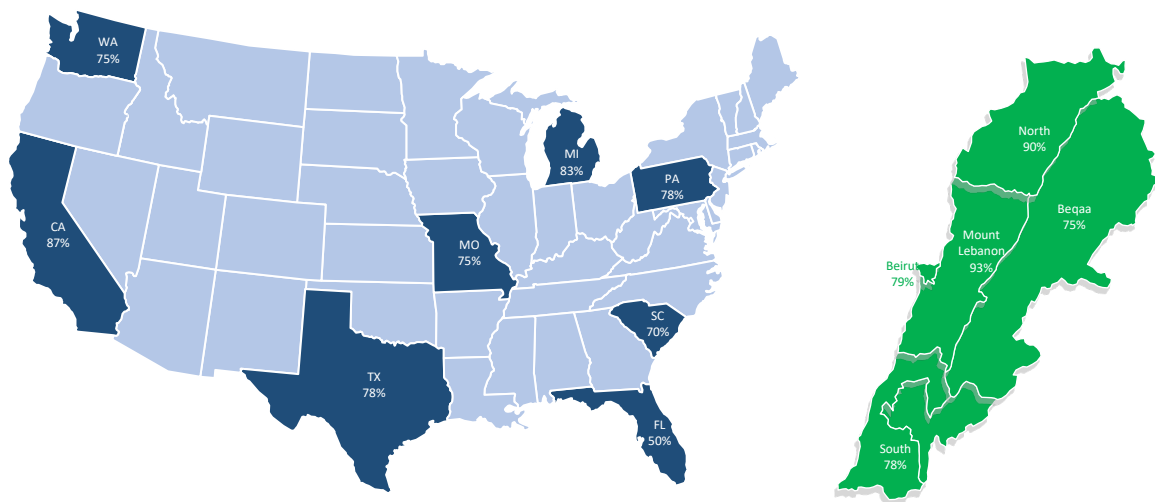 WA
75%
CA
87%
TX
78%
MO
75%
MI
83%
PA
78%
SC
70%
FL
50%
North
90%
Beqaa
75%
Mount
Lebanon
93%
Beirut
79%
South
78%